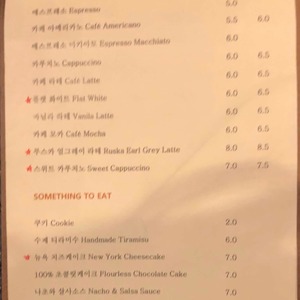 에스프레소 Espresso 5.0
카페 아메리카노 Café Americano 5.5 6.0
에스프레소 마키아토 Espresso Macchiato 6.0
카푸치노 Cappuccino 6.0 6.5
카페 라떼 Café Latte 6.0 6.5
플랫 화이트 Flat White 6.0 6.5
바닐라 라떼 Vanila Latte 6.0 6.5
카페 모카 Café Mocha 6.0 6.5
루스카 얼그레이 라떼 Ruska Earl Grey Latte 8.0 8.5
스위트 카푸치노 Sweet Cappuccino 7.0 7.5
SOMETHING TO EAT
쿠키 Cookie 2.0
수제 티라미수 Handmade Tiramisu 6.0
뉴욕 치즈케이크 New York Cheesecake 7.0
100% 초콜릿케이크 Flourless Chocolate Cake 7.0
나초와 살사소스 Nacho & Salsa Sauce 7.0